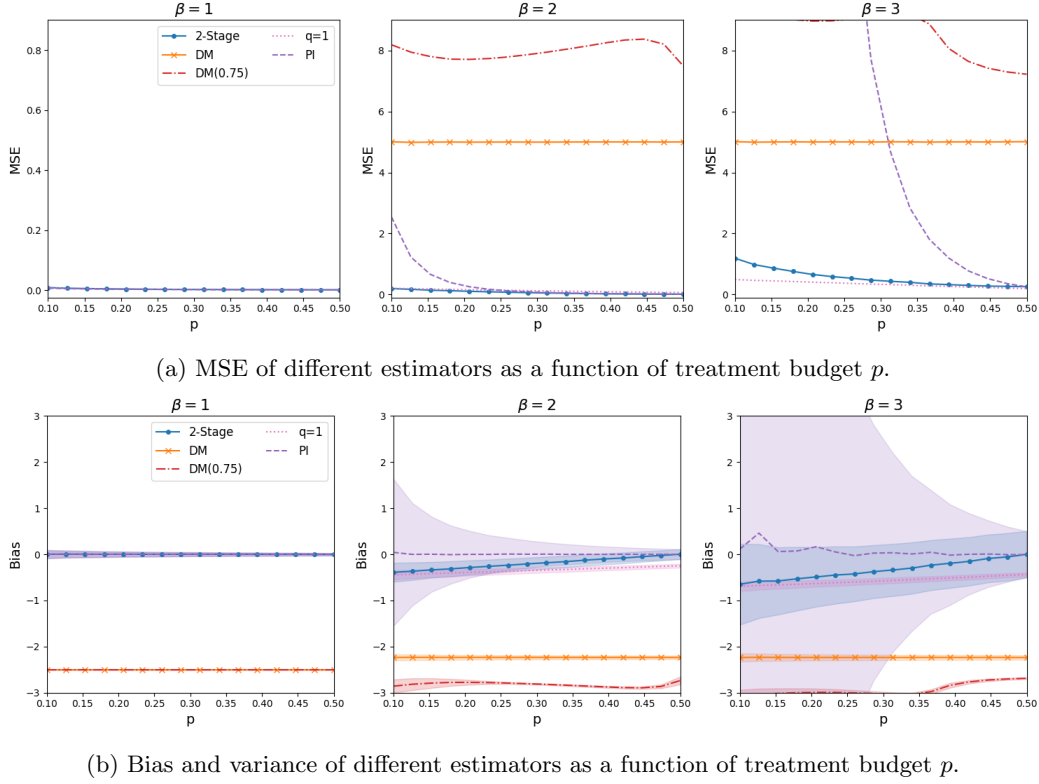 β = 1
β = 2
β = 3
2-Stage
DM
DM(0.75)
q=1
PI
MSE
0.0
0.2
0.4
0.6
0.8
0.10 0.15 0.20 0.25 0.30 0.35 0.40 0.45 0.50
p
MSE
0
2
4
6
8
0.10 0.15 0.20 0.25 0.30 0.35 0.40 0.45 0.50
p
MSE
0
2
4
6
8
0.10 0.15 0.20 0.25 0.30 0.35 0.40 0.45 0.50
p
(a) MSE of different estimators as a function of treatment budget p.
β = 1
β = 2
β = 3
2-Stage
DM
DM(0.75)
q=1
PI
Bias
3
2
1
0
−1
−2
−3
0.10 0.15 0.20 0.25 0.30 0.35 0.40 0.45 0.50
p
Bias
3
2
1
0
−1
−2
−3
0.10 0.15 0.20 0.25 0.30 0.35 0.40 0.45 0.50
p
Bias
3
2
1
0
−1
−2
−3
0.10 0.15 0.20 0.25 0.30 0.35 0.40 0.45 0.50
p
(b) Bias and variance of different estimators as a function of treatment budget p.